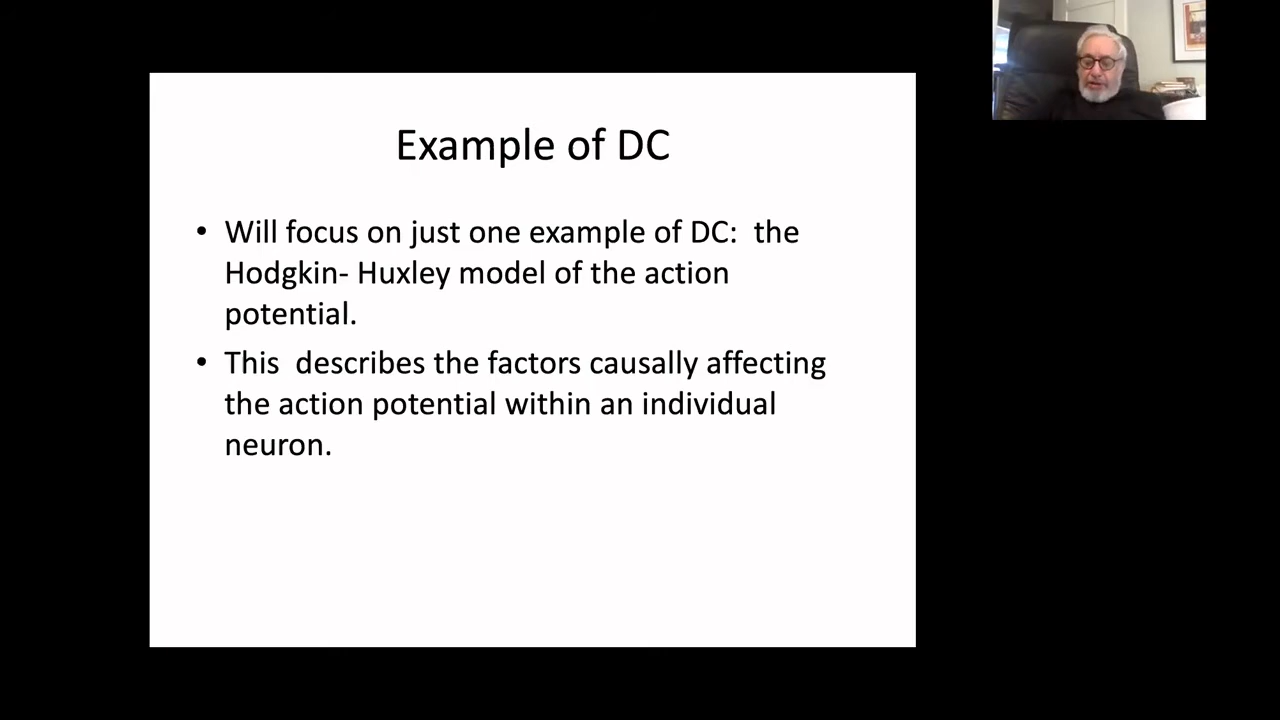 Example of DC
• Will focus on just one example of DC:  the
Hodgkin- Huxley model of the action
potential.
• This  describes the factors causally affecting
the action potential within an individual
neuron.